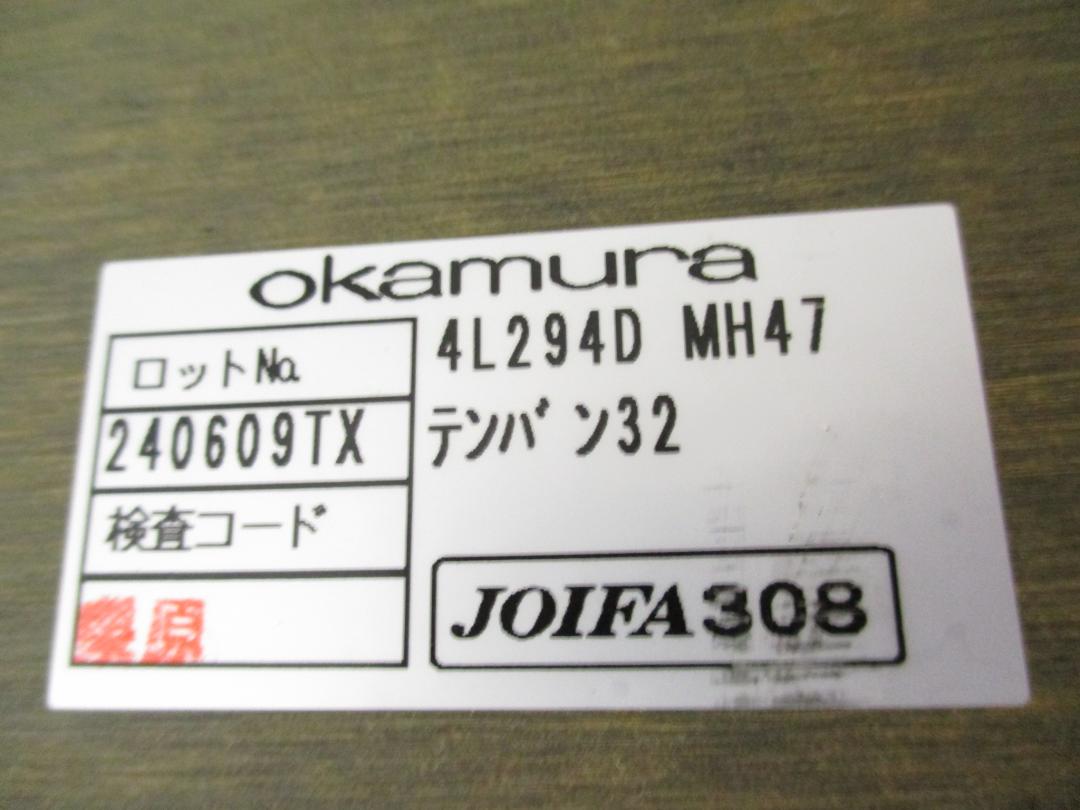 okamura
4L294D MH47
テンバン32
ロットNo.
240609TX
検査コード
JOIFA308